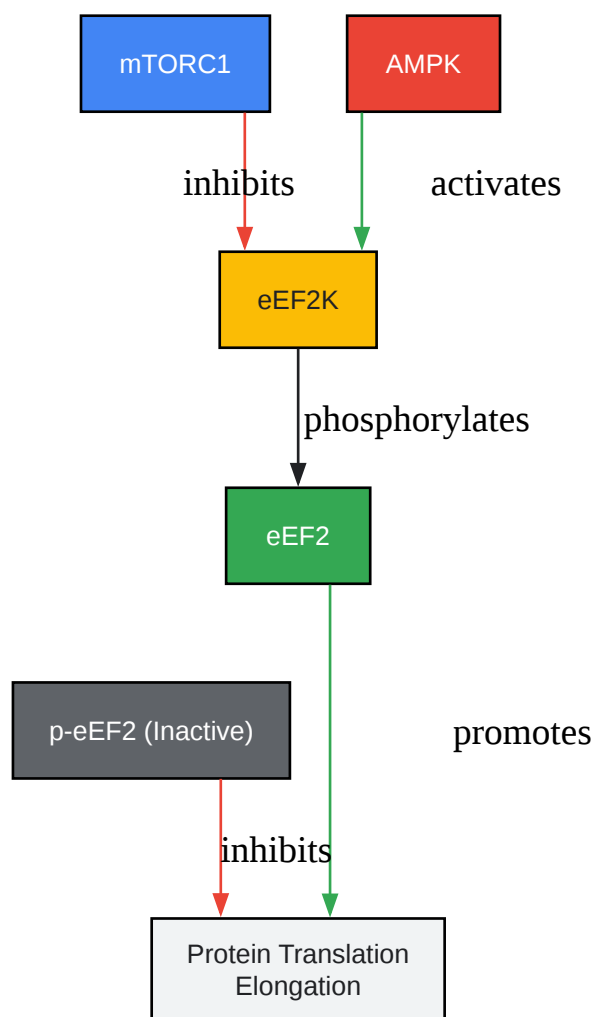 mTORC1
AMPK
inhibits
activates
eEF2K
phosphorylates
eEF2
p-eEF2 (Inactive)
promotes
inhibits
Protein Translation
Elongation